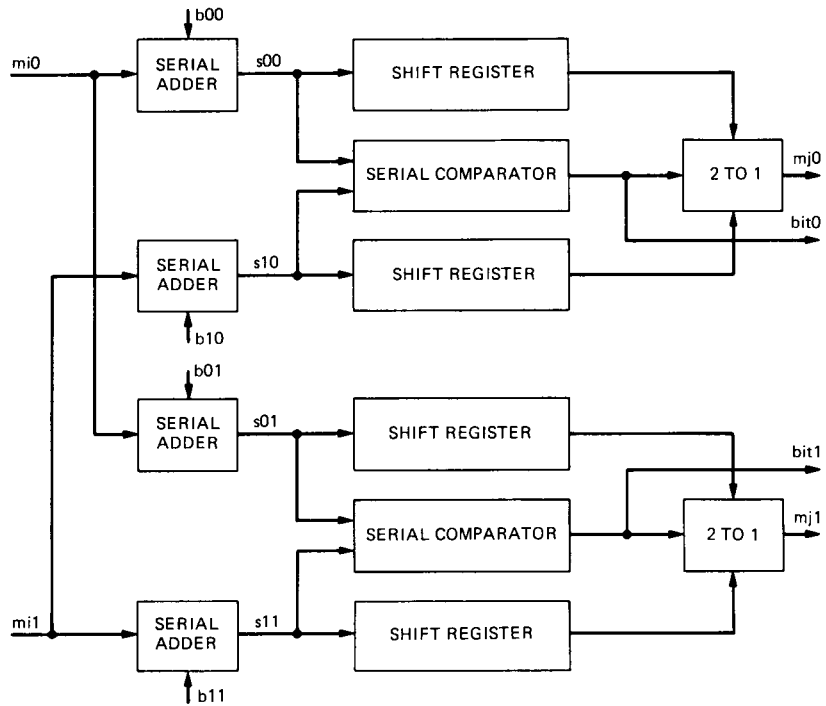 b00
mi0
SERIAL
ADDER
s00
SHIFT REGISTER
SERIAL COMPARATOR
2 TO 1
mj0
bit0
SERIAL
ADDER
s10
SHIFT REGISTER
b10
b01
SERIAL
ADDER
s01
SHIFT REGISTER
bit1
SERIAL COMPARATOR
2 TO 1
mj1
mi1
SERIAL
ADDER
s11
SHIFT REGISTER
b11